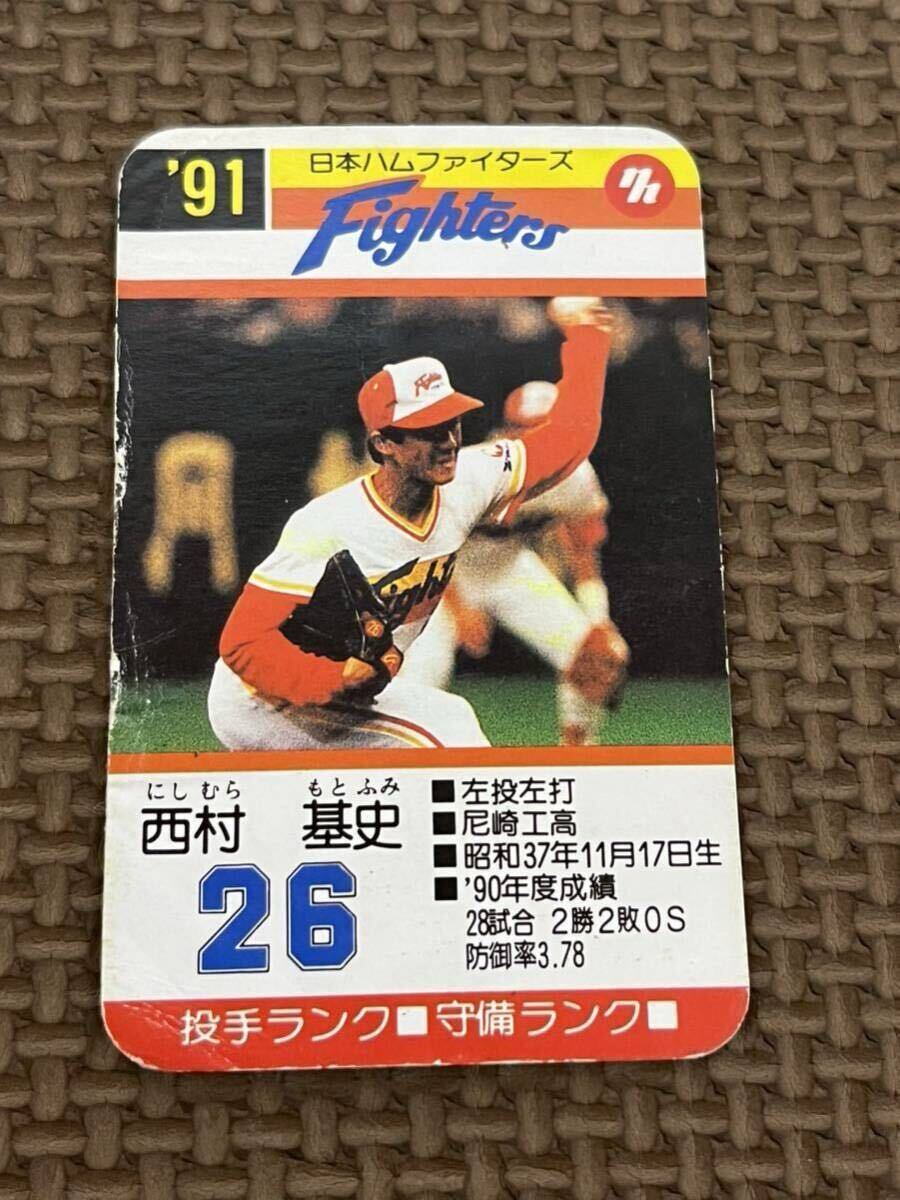 '91
日本ハムファイターズ
Fighters
nh
Fighters
Fighte
にしむら もとふみ
西村 基史
26
■左投左打
■尼崎工高
■昭和37年11月17日生
■'90年度成績
28試合 2勝2敗0S
防御率3.78
投手ランク□守備ランク□